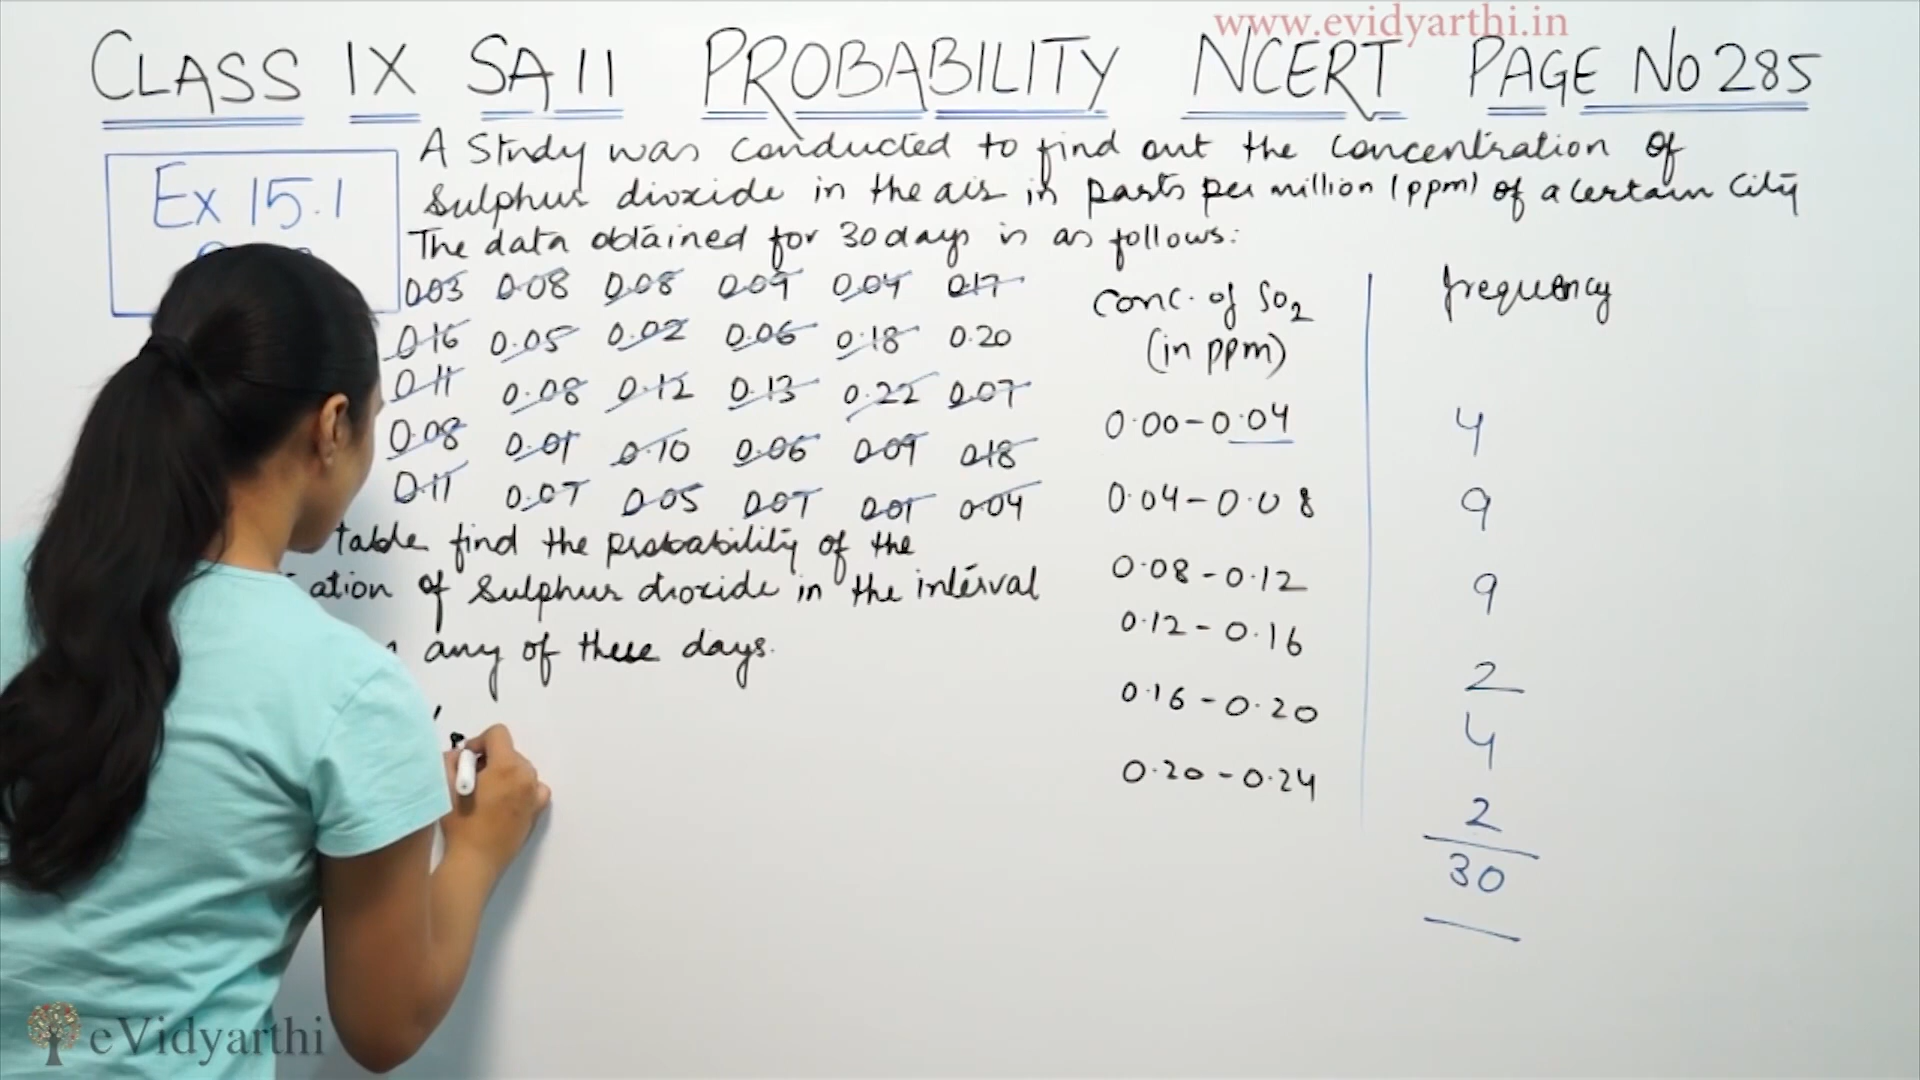 www.evidyarthi.in
CLASS IX SA II PROBABILITY NCERT PAGE No 285
Ex 15.1
A Study was conducted to find out the concentration of
Sulphur dioxide in the air in parts per million (ppm) of a certain City
The data obtained for 30 days is as follows:
0.03 0.08 0.08 0.09 0.04 0.17
0.16 0.05 0.02 0.06 0.18 0.20
0.11 0.08 0.12 0.13 0.22 0.07
0.08 0.01 0.10 0.06 0.09 0.18
0.11 0.07 0.05 0.07 0.01 0.04
table find the probability of the
ation of Sulphur dioxide in the interval
any of these days.
Conc. of SO2 frequency
(in ppm)
0.00-0.04 4
0.04-0.08 9
0.08-0.12 9
0.12-0.16 2
0.16-0.20 4
0.20-0.24 2
30
eVidyarthi